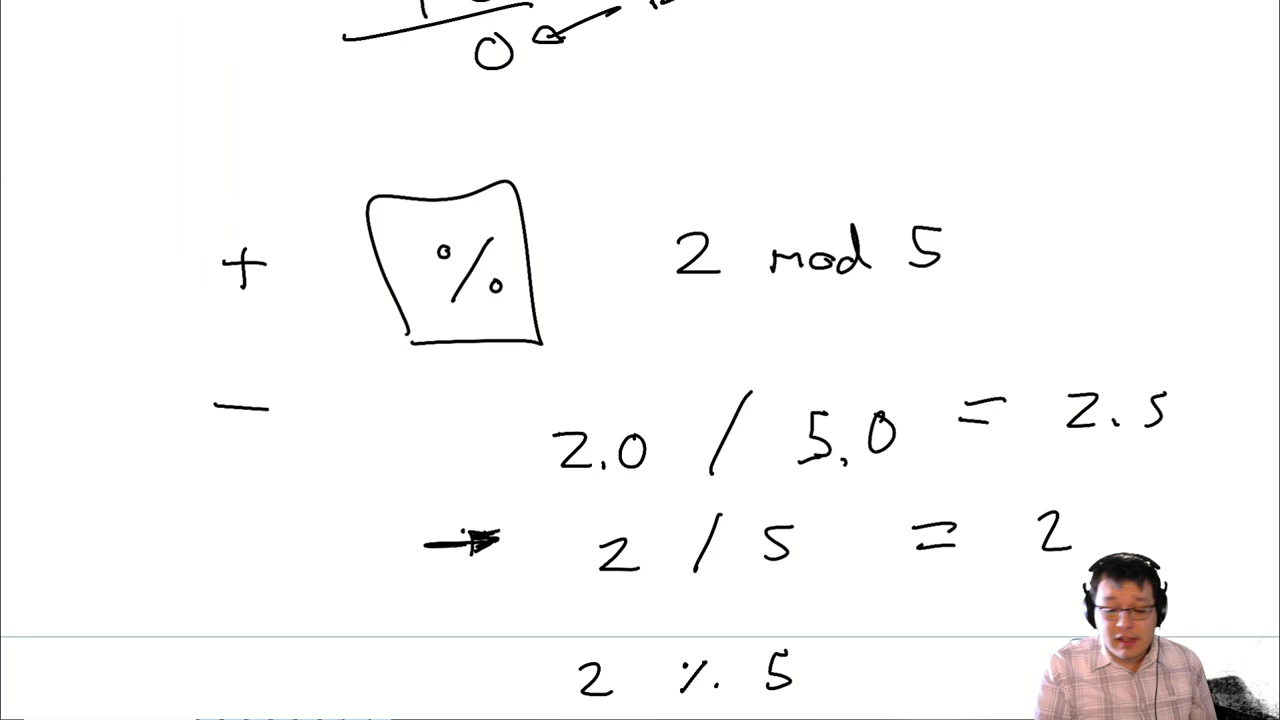 0
+ % 2 mod 5
-
2.0 / 5.0 = 2.5
2 / 5 = 2
2 % 5